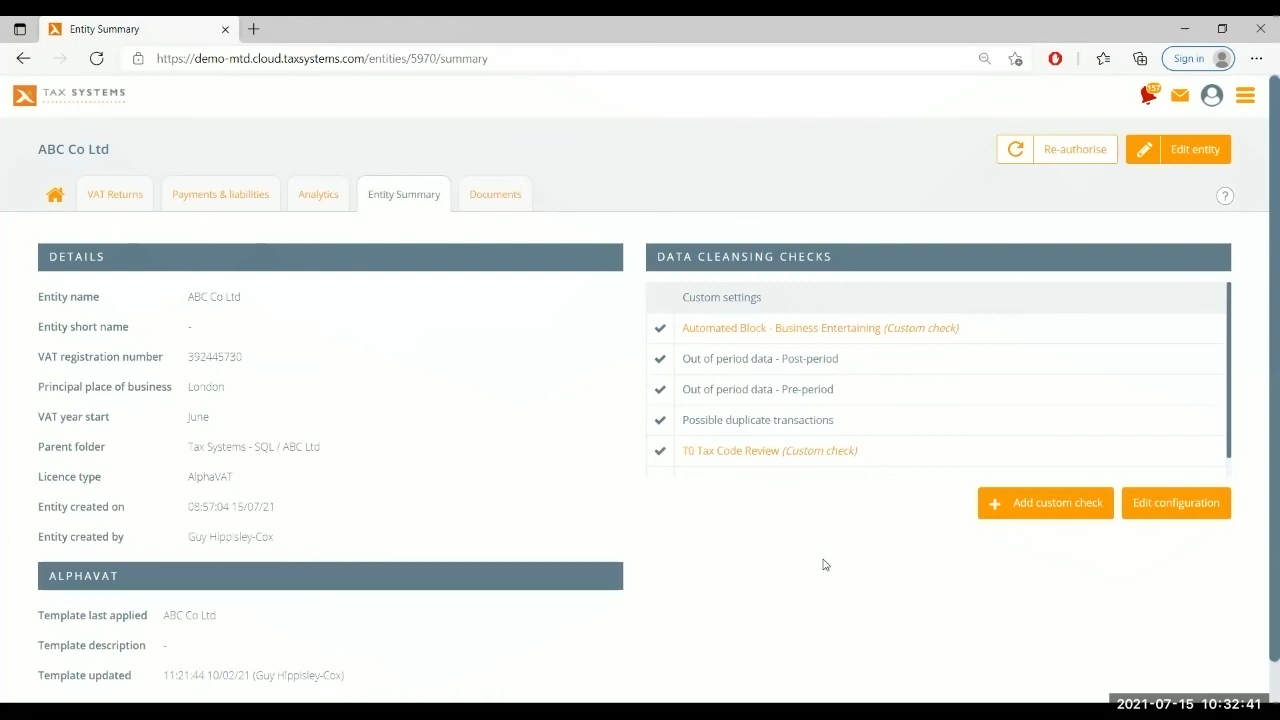 Entity Summary
https://demo-mtd.cloud.taxsystems.com/entities/5970/summary
Sign in
TAX SYSTEMS
157
ABC Co Ltd
Re-authorise
Edit entity
VAT Returns
Payments & liabilities
Analytics
Entity Summary
Documents
?
DETAILS
Entity name ABC Co Ltd
Entity short name -
VAT registration number 392445730
Principal place of business London
VAT year start June
Parent folder Tax Systems - SQL / ABC Ltd
Licence type AlphaVAT
Entity created on 08:57:04 15/07/21
Entity created by Guy Hippisley-Cox
ALPHAVAT
Template last applied ABC Co Ltd
Template description -
Template updated 11:21:44 10/02/21 (Guy Hippisley-Cox)
DATA CLEANSING CHECKS
Custom settings
Automated Block - Business Entertaining (Custom check)
Out of period data - Post-period
Out of period data - Pre-period
Possible duplicate transactions
T0 Tax Code Review (Custom check)
Add custom check
Edit configuration
2021-07-15 10:32:41